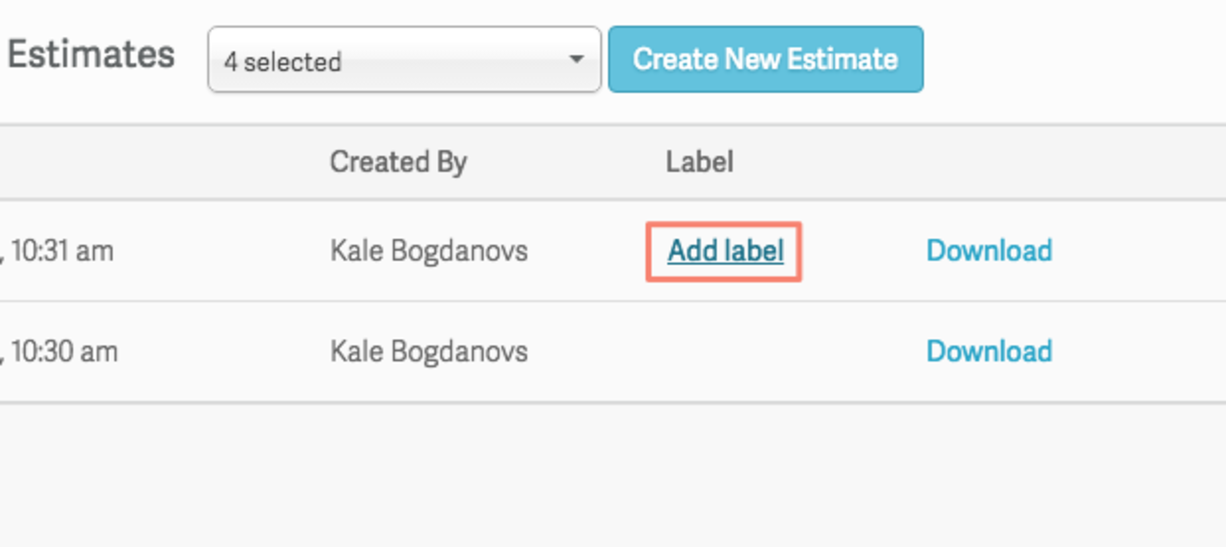 Estimates 4 selected Create New Estimate
Created By Label
, 10:31 am Kale Bogdanovs Add label Download
, 10:30 am Kale Bogdanovs Download